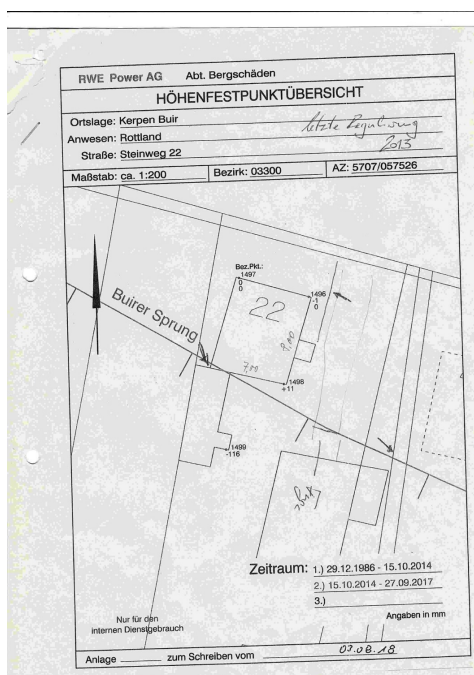 RWE Power AG Abt. Bergschäden
HÖHENFESTPUNKTÜBERSICHT
Ortslage: Kerpen Buir
letzte Regulierung
2013
Anwesen: Rottland
Straße: Steinweg 22
Maßstab: ca. 1:200 Bezirk: 03300 AZ: 5707/057526
Bez.Pkt.:
1497
0
0
1496
-1
0
22
Buirer Sprung
1498
+11
1499
-116
Zeitraum: 1.) 29.12.1986 - 15.10.2014
2.) 15.10.2014 - 27.09.2017
3.)
Nur für den
internen Dienstgebrauch
Angaben in mm
Anlage zum Schreiben vom 07.08.18